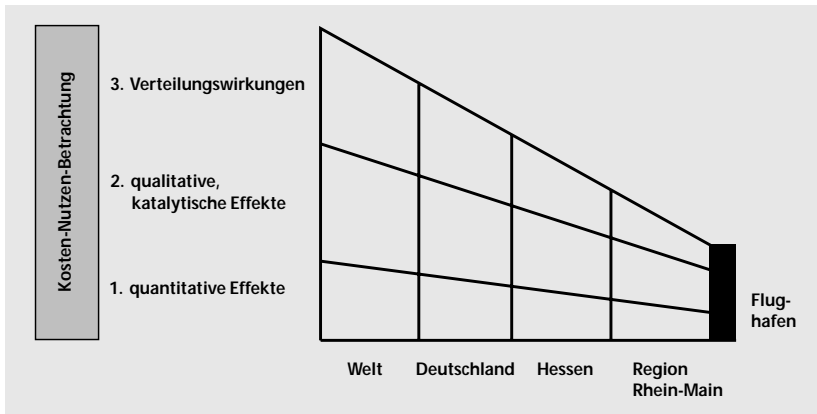 Kosten-Nutzen-Betrachtung
3. Verteilungswirkungen
2. qualitative,
katalytische Effekte
1. quantitative Effekte
Flug-
hafen
Welt Deutschland Hessen Region
Rhein-Main